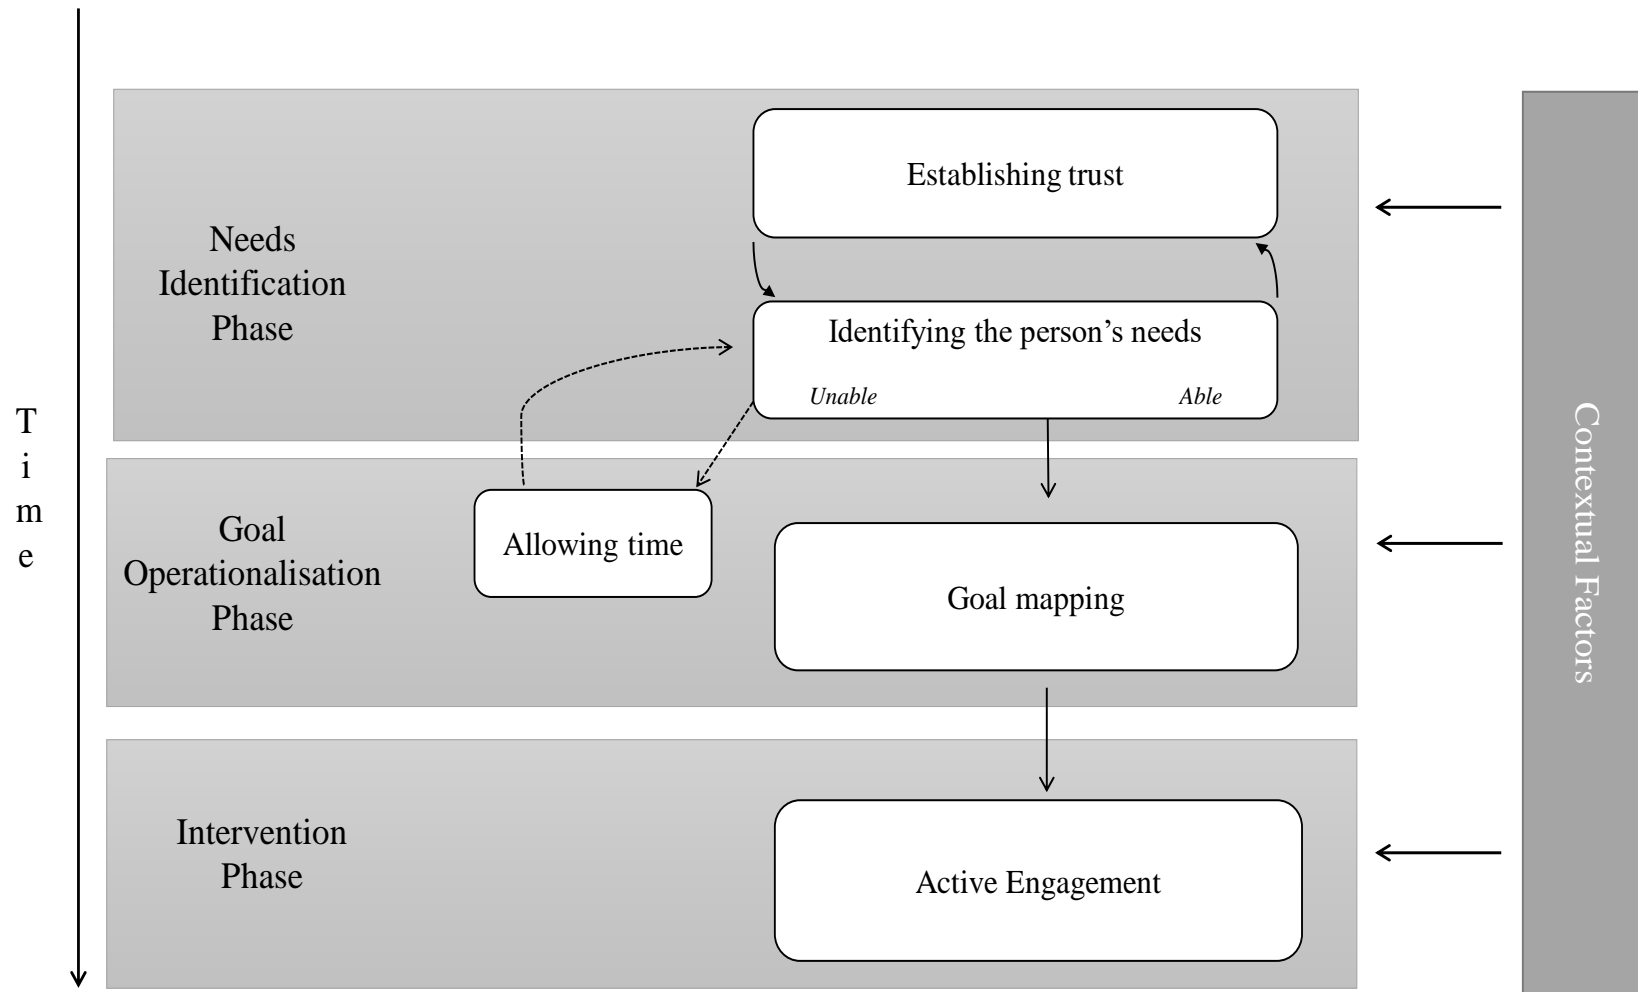 Establishing trust
Needs
Identification
Phase
Identifying the person’s needs
Unable
Able
T
i
m
e
Goal
Operationalisation
Phase
Allowing time
Goal mapping
Contextual Factors
Intervention
Phase
Active Engagement